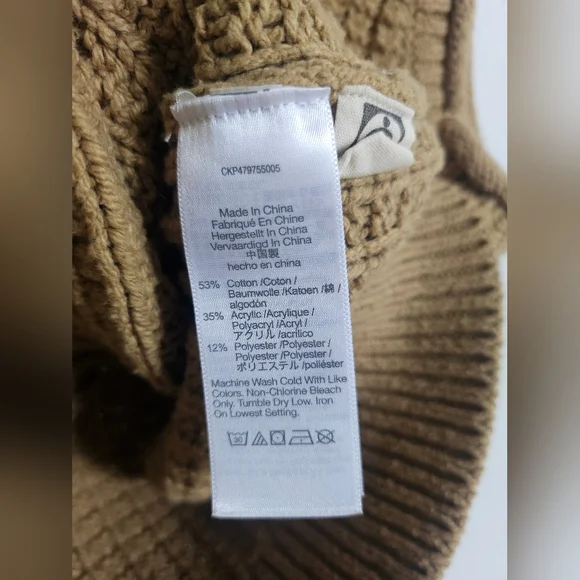 CKP479755005
Made In China
Fabriqué En Chine
Hergestellt In China
Vervaardigd In China
中国製
hecho en china
53% Cotton /Coton /
Baumwolle /Katoen /綿 /
algodón
35% Acrylic /Acrylique /
Polyacryl /Acryl /
アクリル /acrílico
12% Polyester /Polyester /
Polyester /Polyester /
ポリエステル /poliéster
Machine Wash Cold With Like
Colors. Non-Chlorine Bleach
Only. Tumble Dry Low. Iron
On Lowest Setting.
30